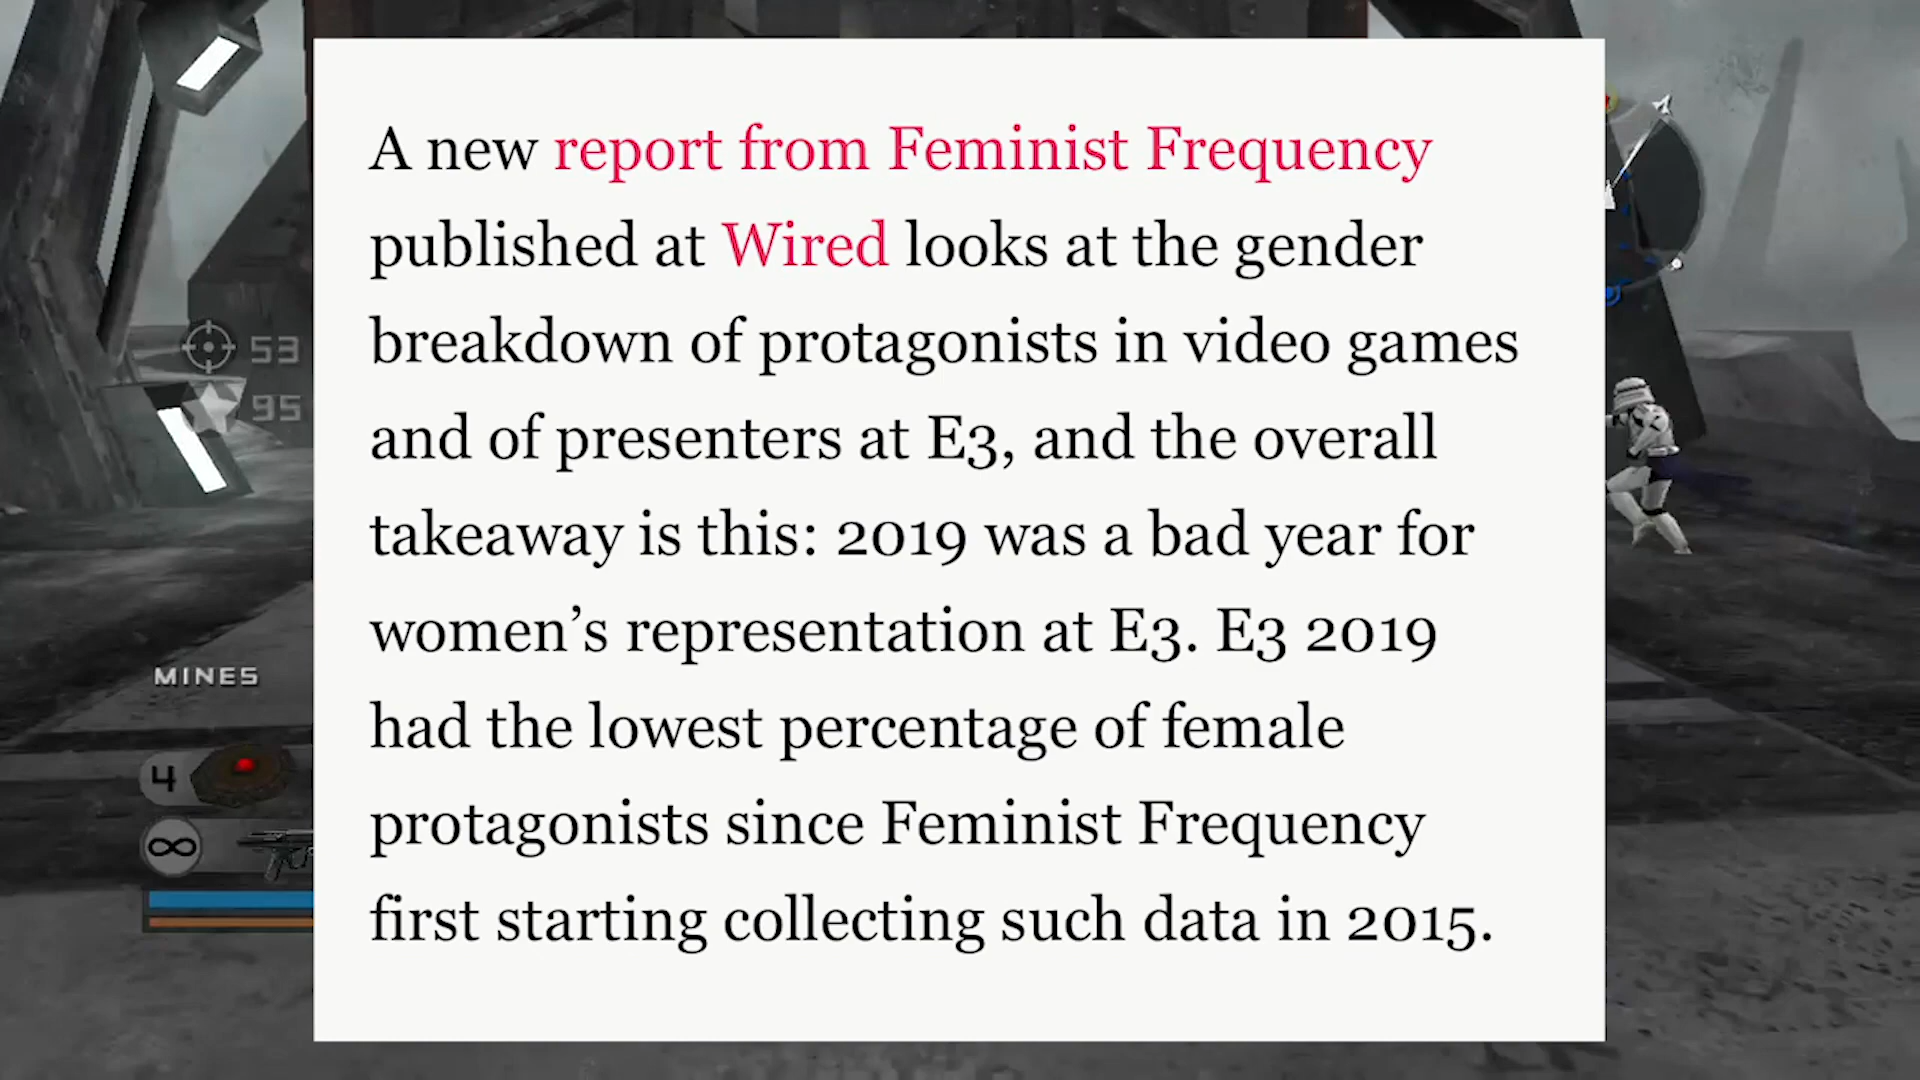 A new report from Feminist Frequency
published at Wired looks at the gender
breakdown of protagonists in video games
and of presenters at E3, and the overall
takeaway is this: 2019 was a bad year for
women’s representation at E3. E3 2019
had the lowest percentage of female
protagonists since Feminist Frequency
first starting collecting such data in 2015.
53
95
MINES
4
∞